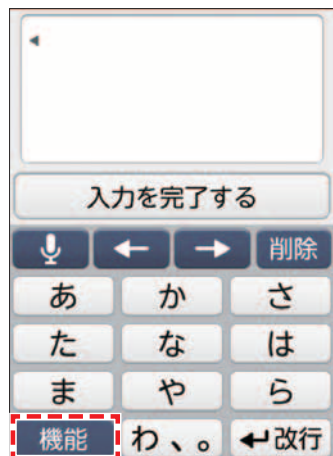 入力を完了する
削除
あ か さ
た な は
ま や ら
機能 わ、。 改行